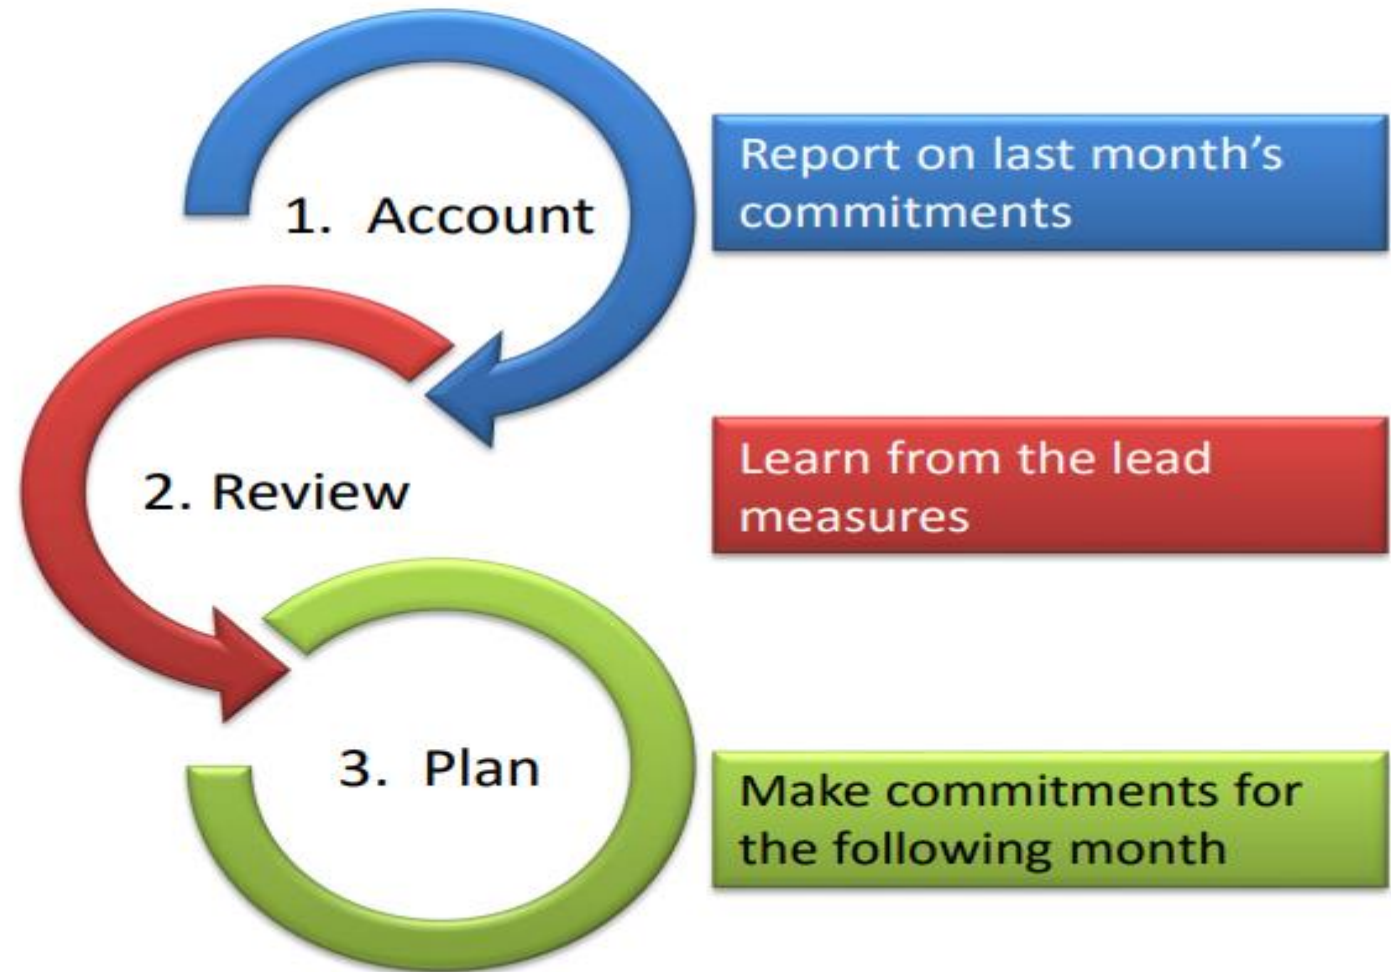 1. Account
Report on last month’s
commitments
2. Review
Learn from the lead
measures
3. Plan
Make commitments for
the following month